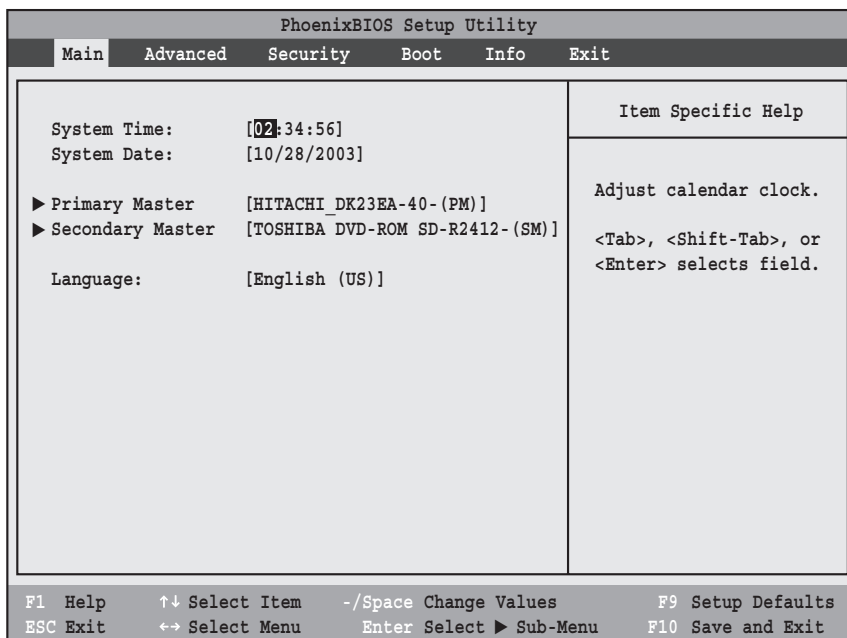 PhoenixBIOS Setup Utility
Main Advanced Security Boot Info Exit
System Time: [02:34:56]
System Date: [10/28/2003]
▶ Primary Master [HITACHI_DK23EA-40-(PM)]
▶ Secondary Master [TOSHIBA DVD-ROM SD-R2412-(SM)]
Language: [English (US)]
Item Specific Help
Adjust calendar clock.
<Tab>, <Shift-Tab>, or
<Enter> selects field.
F1 Help ↑↓ Select Item -/Space Change Values F9 Setup Defaults
ESC Exit ←→ Select Menu Enter Select ▶ Sub-Menu F10 Save and Exit